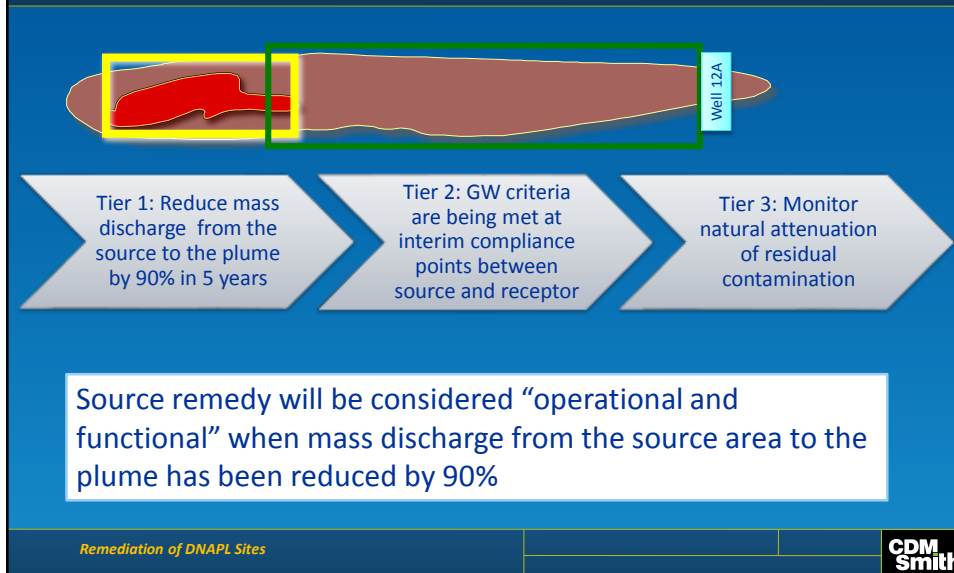 Well 12A
Tier 1: Reduce mass
discharge from the
source to the plume
by 90% in 5 years
Tier 2: GW criteria
are being met at
interim compliance
points between
source and receptor
Tier 3: Monitor
natural attenuation
of residual
contamination
Source remedy will be considered “operational and
functional” when mass discharge from the source area to the
plume has been reduced by 90%
Remediation of DNAPL Sites
CDM
Smith